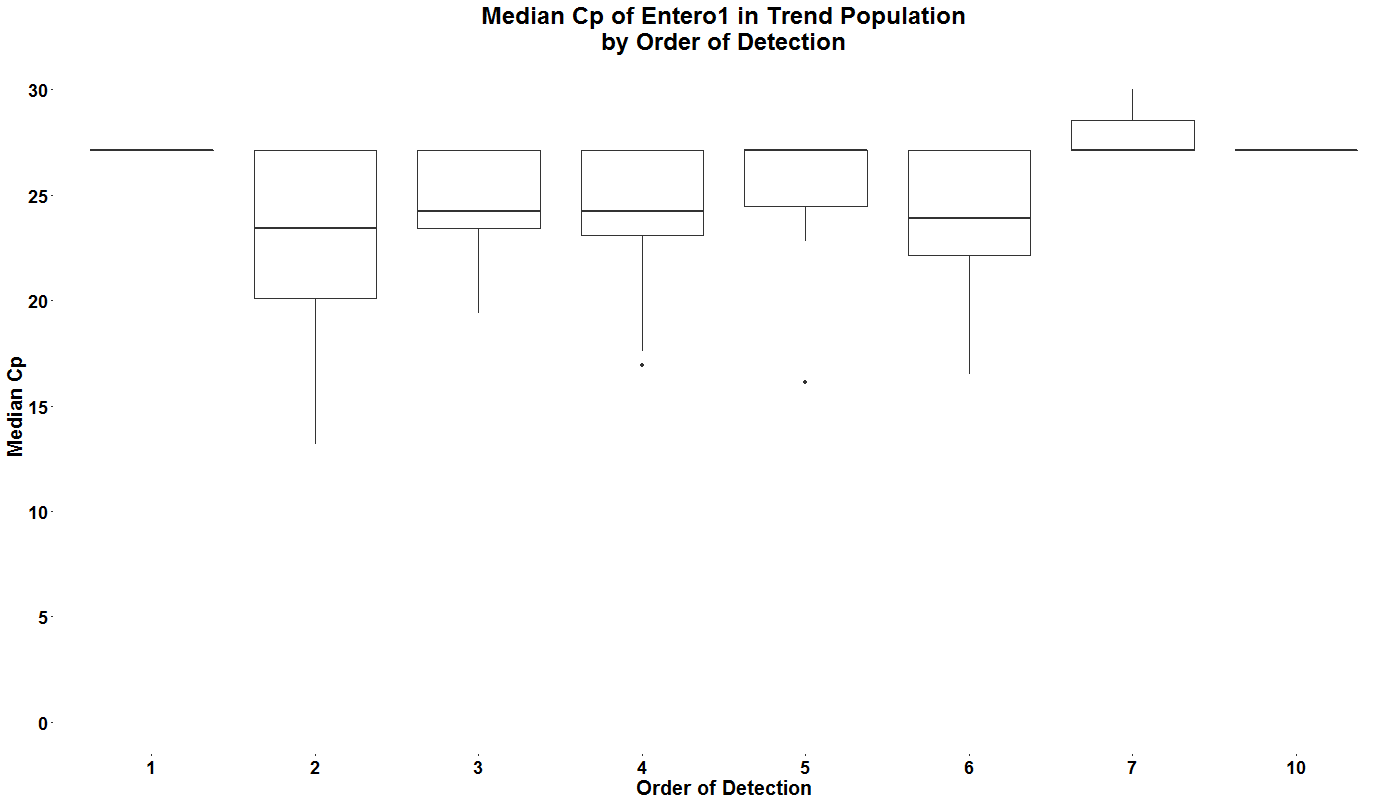 Median Cp of Entero1 in Trend Population
by Order of Detection
Median Cp
30
25
20
15
10
5
0
1 2 3 4 5 6 7 10
Order of Detection